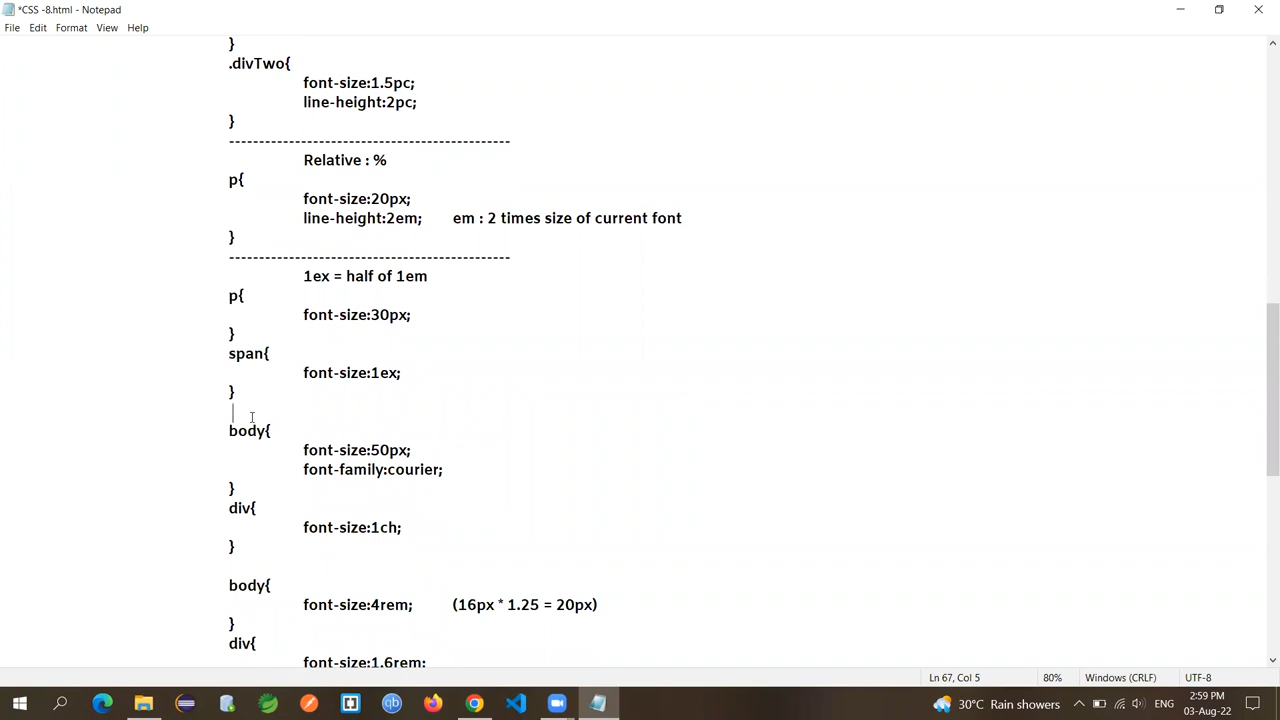 *CSS -8.html - Notepad
File Edit Format View Help
}
.divTwo{
font-size:1.5pc;
line-height:2pc;
}
-----------------------------------------------
Relative : %
p{
font-size:20px;
line-height:2em; em : 2 times size of current font
}
-----------------------------------------------
1ex = half of 1em
p{
font-size:30px;
}
span{
font-size:1ex;
}
body{
font-size:50px;
font-family:courier;
}
div{
font-size:1ch;
}
body{
font-size:4rem; (16px * 1.25 = 20px)
}
div{
font-size:1.6rem;
Ln 67, Col 5 80% Windows (CRLF) UTF-8
qb
30°C Rain showers ENG 2:59 PM
03-Aug-22